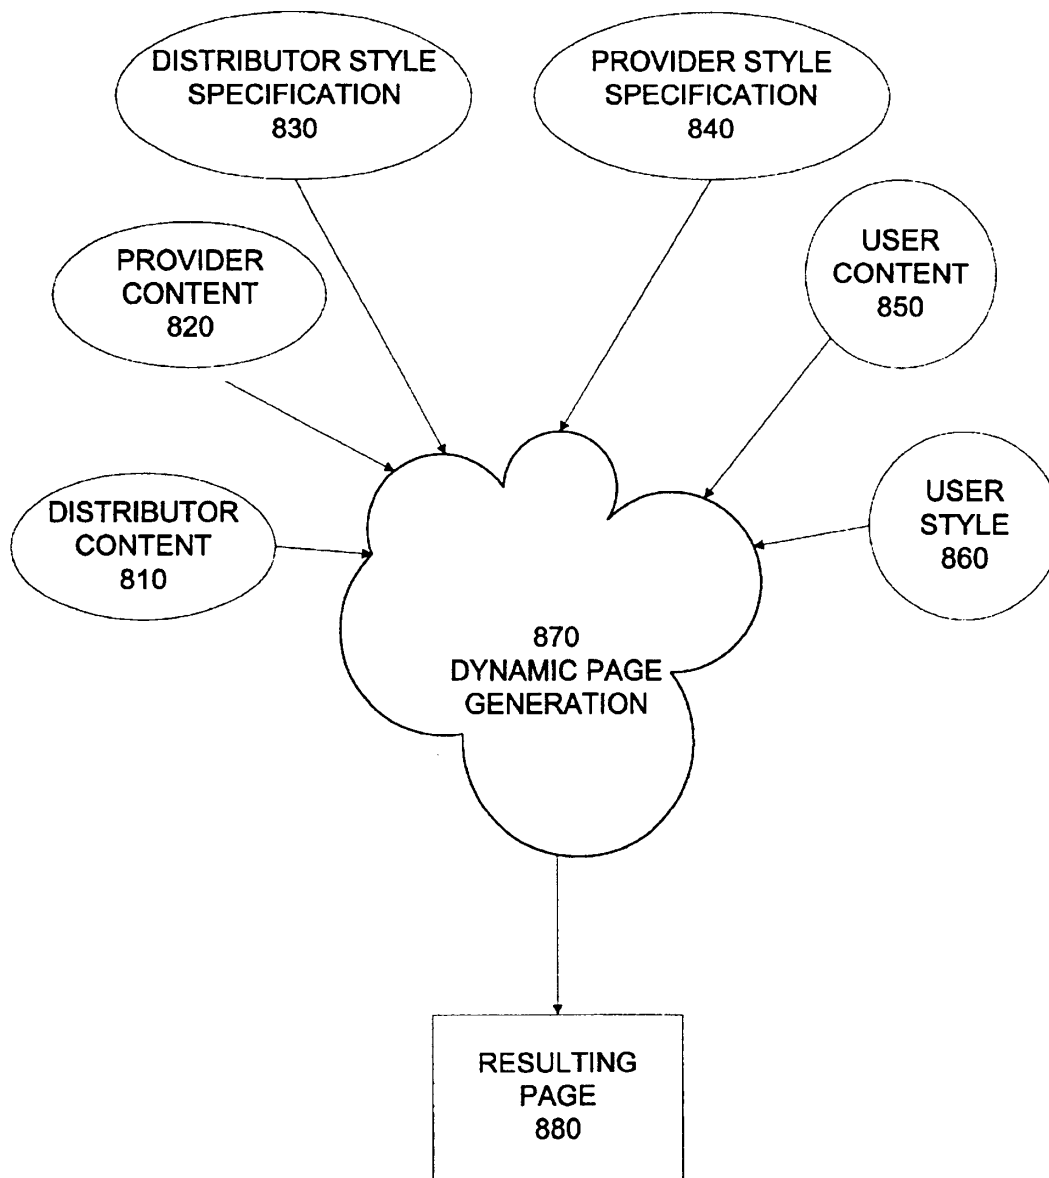 DISTRIBUTOR STYLE
SPECIFICATION
830
PROVIDER STYLE
SPECIFICATION
840
PROVIDER
CONTENT
820
USER
CONTENT
850
DISTRIBUTOR
CONTENT
810
USER
STYLE
860
870
DYNAMIC PAGE
GENERATION
RESULTING
PAGE
880